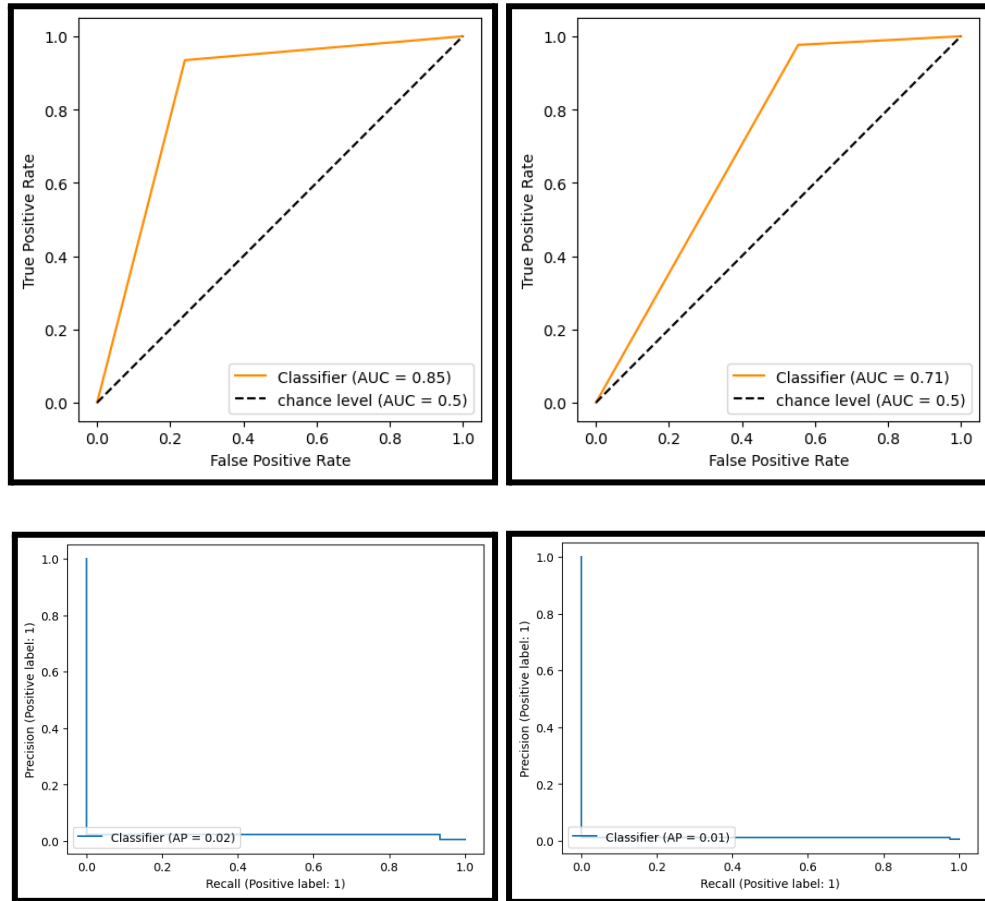 1.0
0.8
0.6
0.4
0.2
0.0
True Positive Rate
Classifier (AUC = 0.85)
chance level (AUC = 0.5)
0.0 0.2 0.4 0.6 0.8 1.0
False Positive Rate
1.0
0.8
0.6
0.4
0.2
0.0
True Positive Rate
Classifier (AUC = 0.71)
chance level (AUC = 0.5)
0.0 0.2 0.4 0.6 0.8 1.0
False Positive Rate
1.0
0.8
0.6
0.4
0.2
0.0
Precision (Positive label: 1)
Classifier (AP = 0.02)
0.0 0.2 0.4 0.6 0.8 1.0
Recall (Positive label: 1)
1.0
0.8
0.6
0.4
0.2
0.0
Precision (Positive label: 1)
Classifier (AP = 0.01)
0.0 0.2 0.4 0.6 0.8 1.0
Recall (Positive label: 1)